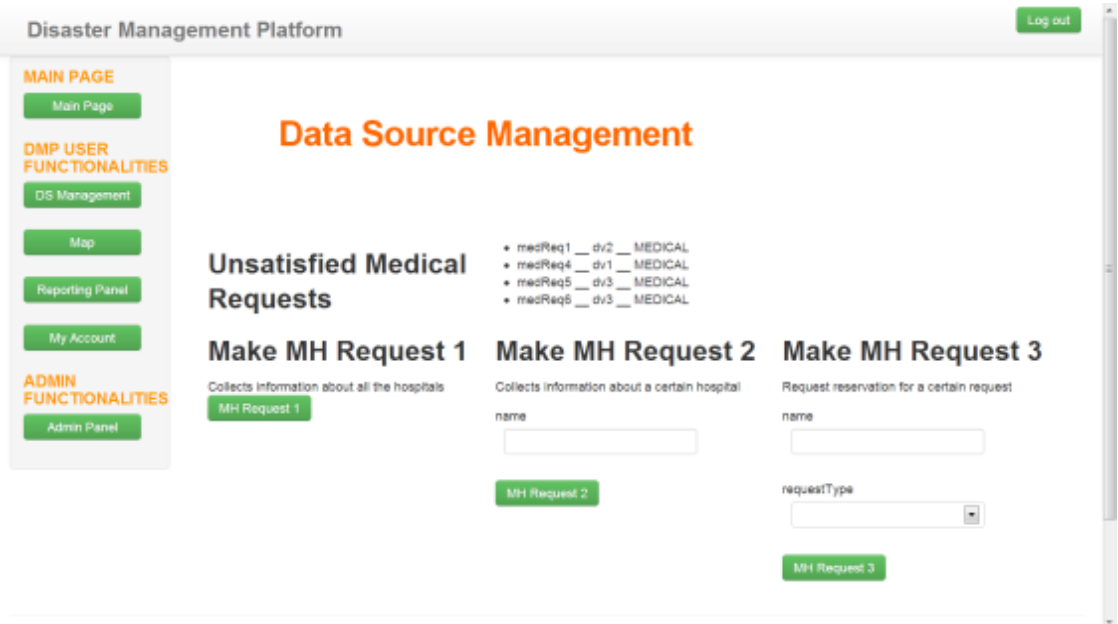 Disaster Management Platform
Log out
MAIN PAGE
Main Page
DMP USER
FUNCTIONALITIES
DS Management
Map
Reporting Panel
My Account
ADMIN
FUNCTIONALITIES
Admin Panel
Data Source Management
Unsatisfied Medical
Requests
• medReq1 __ dv2 __ MEDICAL
• medReq4 __ dv1 __ MEDICAL
• medReq5 __ dv3 __ MEDICAL
• medReq6 __ dv3 __ MEDICAL
Make MH Request 1
Collects information about all the hospitals
MH Request 1
Make MH Request 2
Collects information about a certain hospital
name
MH Request 2
Make MH Request 3
Request reservation for a certain request
name
requestType
MH Request 3